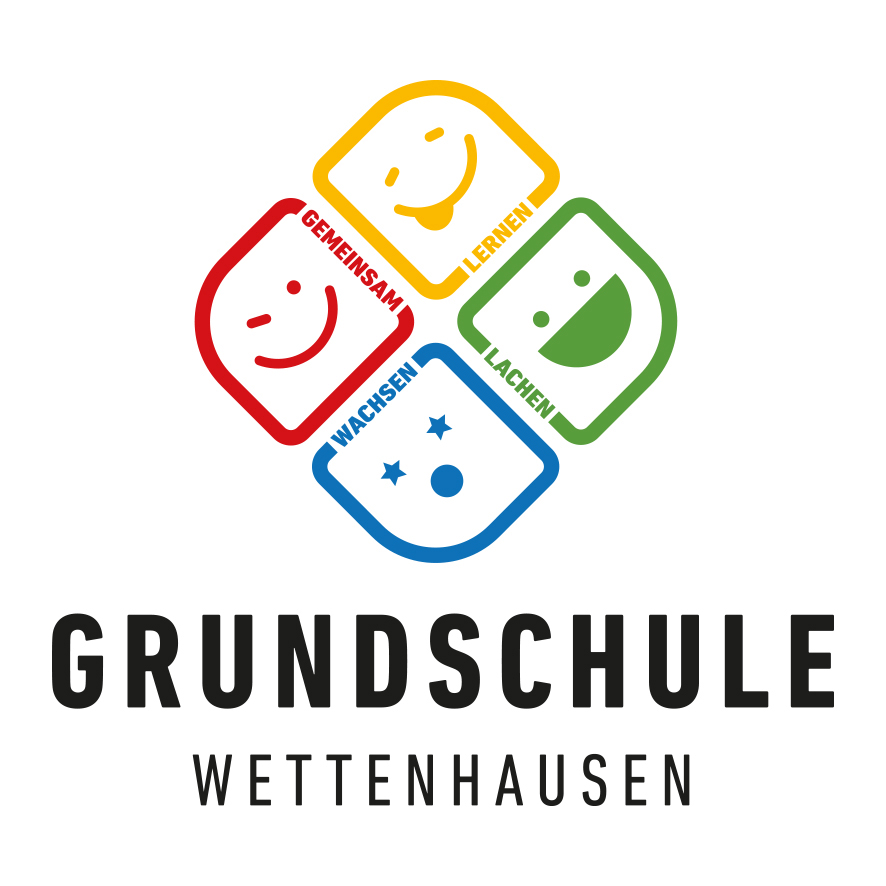 GEMEINSAM
LERNEN
LACHEN
WACHSEN
GRUNDSCHULE
WETTENHAUSEN